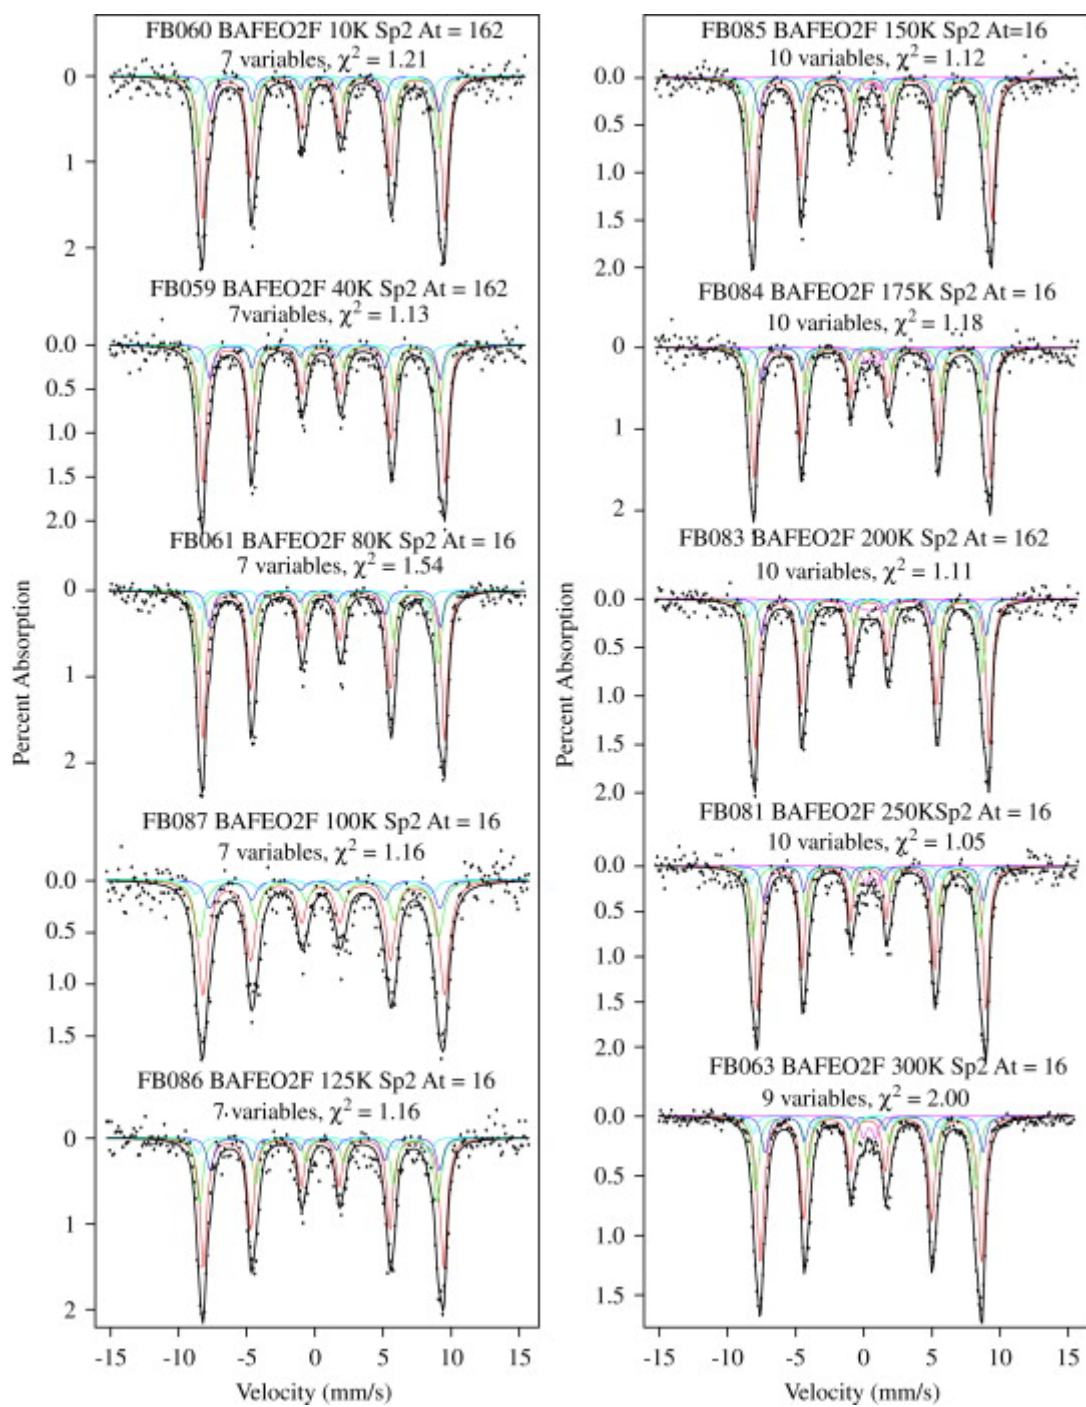 FB060 BAFEO2F 10K Sp2 At = 162
7 variables, χ² = 1.21
0
1
2
FB059 BAFEO2F 40K Sp2 At = 162
7variables, χ² = 1.13
0.0
0.5
1.0
1.5
2.0
FB061 BAFEO2F 80K Sp2 At = 16
7 variables, χ² = 1.54
0
1
2
FB087 BAFEO2F 100K Sp2 At = 16
7 variables, χ² = 1.16
0.0
0.5
1.0
1.5
FB086 BAFEO2F 125K Sp2 At = 16
7 variables, χ² = 1.16
0
1
2
-15 -10 -5 0 5 10 15
Velocity (mm/s)
Percent Absorption
FB085 BAFEO2F 150K Sp2 At=16
10 variables, χ² = 1.12
0.0
0.5
1.0
1.5
2.0
FB084 BAFEO2F 175K Sp2 At = 16
10 variables, χ² = 1.18
0
1
2
FB083 BAFEO2F 200K Sp2 At = 162
10 variables, χ² = 1.11
0.0
0.5
1.0
1.5
2.0
FB081 BAFEO2F 250KSp2 At = 16
10 variables, χ² = 1.05
0.0
0.5
1.0
1.5
2.0
FB063 BAFEO2F 300K Sp2 At = 16
9 variables, χ² = 2.00
0.0
0.5
1.0
1.5
-15 -10 -5 0 5 10 15
Velocity (mm/s)
Percent Absorption